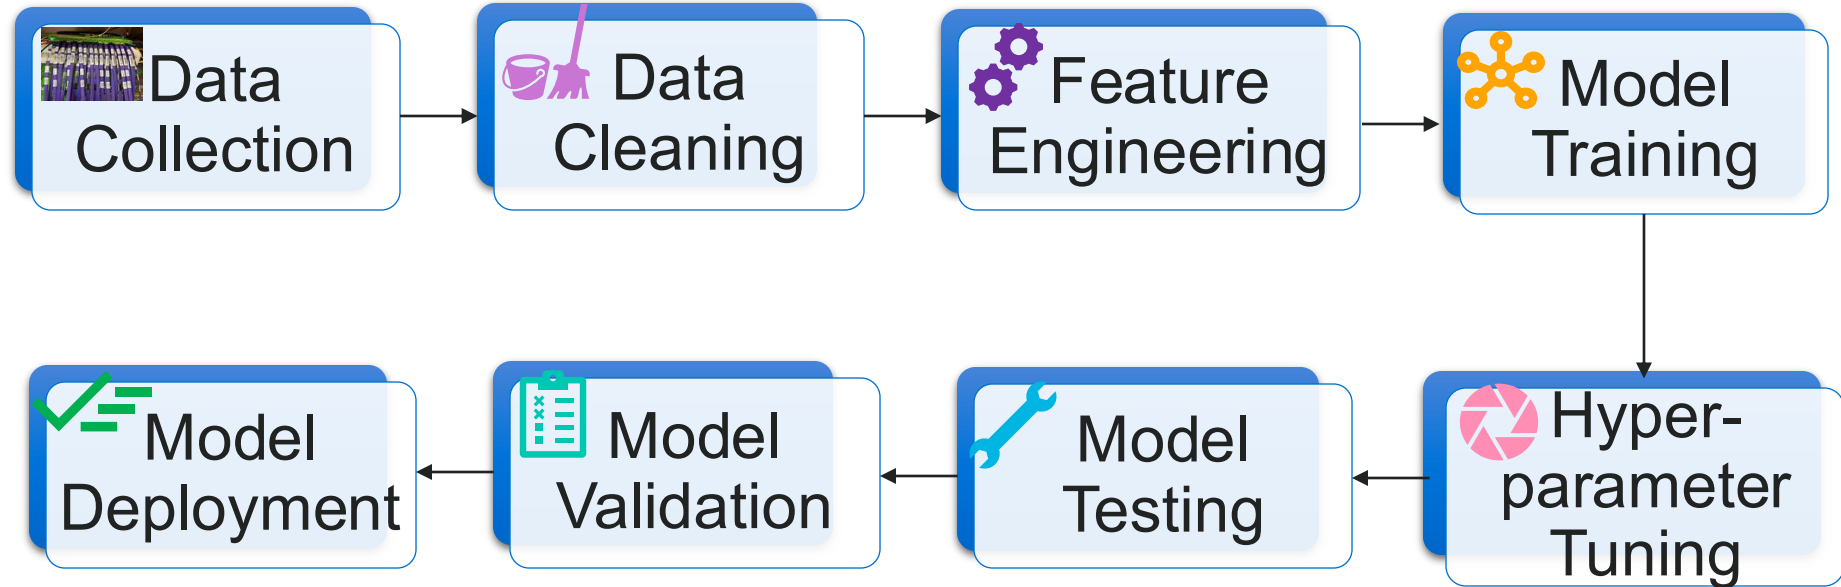 Data
Collection
Data
Cleaning
Feature
Engineering
Model
Training
Hyper-
parameter
Tuning
Model
Testing
Model
Validation
Model
Deployment